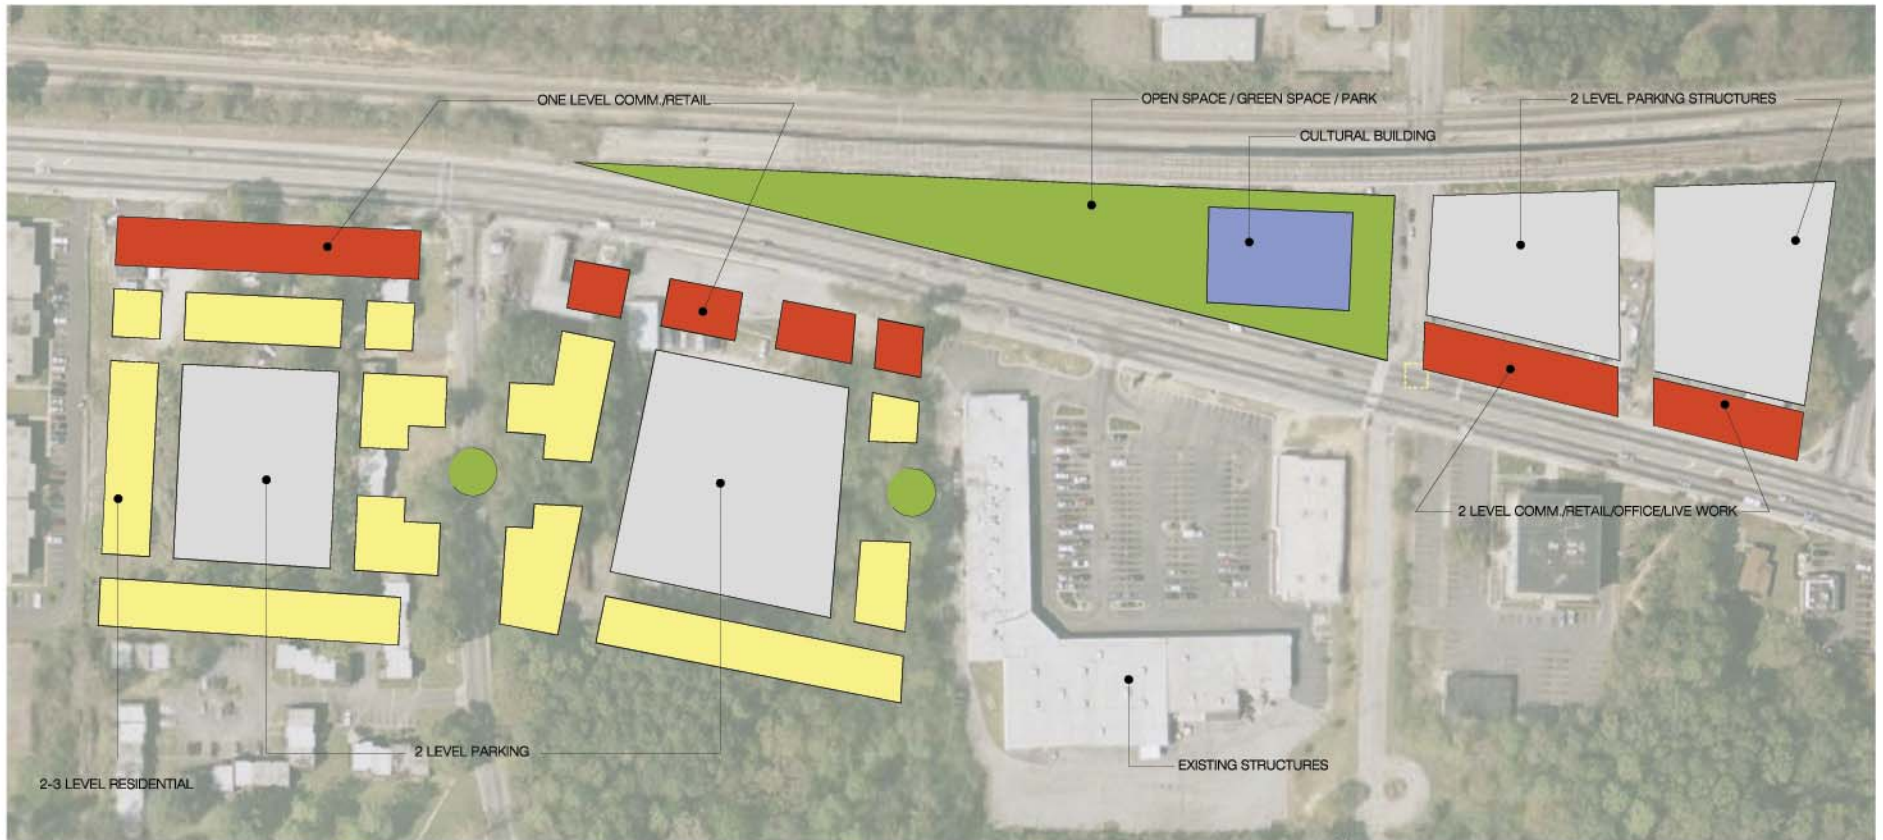 ONE LEVEL COMM./RETAIL
OPEN SPACE / GREEN SPACE / PARK
2 LEVEL PARKING STRUCTURES
CULTURAL BUILDING
2 LEVEL COMM./RETAIL/OFFICE/LIVE WORK
2 LEVEL PARKING
EXISTING STRUCTURES
2-3 LEVEL RESIDENTIAL